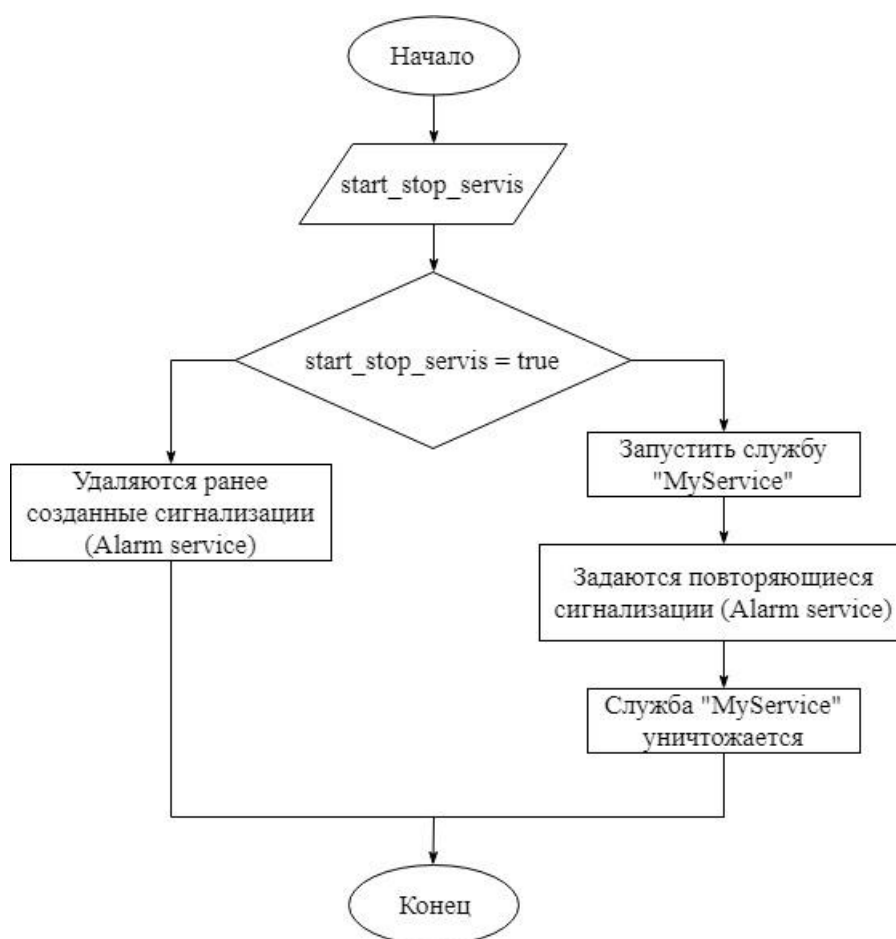 Начало
start_stop_servis
start_stop_servis = true
Запустить службу
"MyService"
Удаляются ранее
созданные сигнализации
(Alarm service)
Задаются повторяющиеся
сигнализации (Alarm service)
Служба "MyService"
уничтожается
Конец